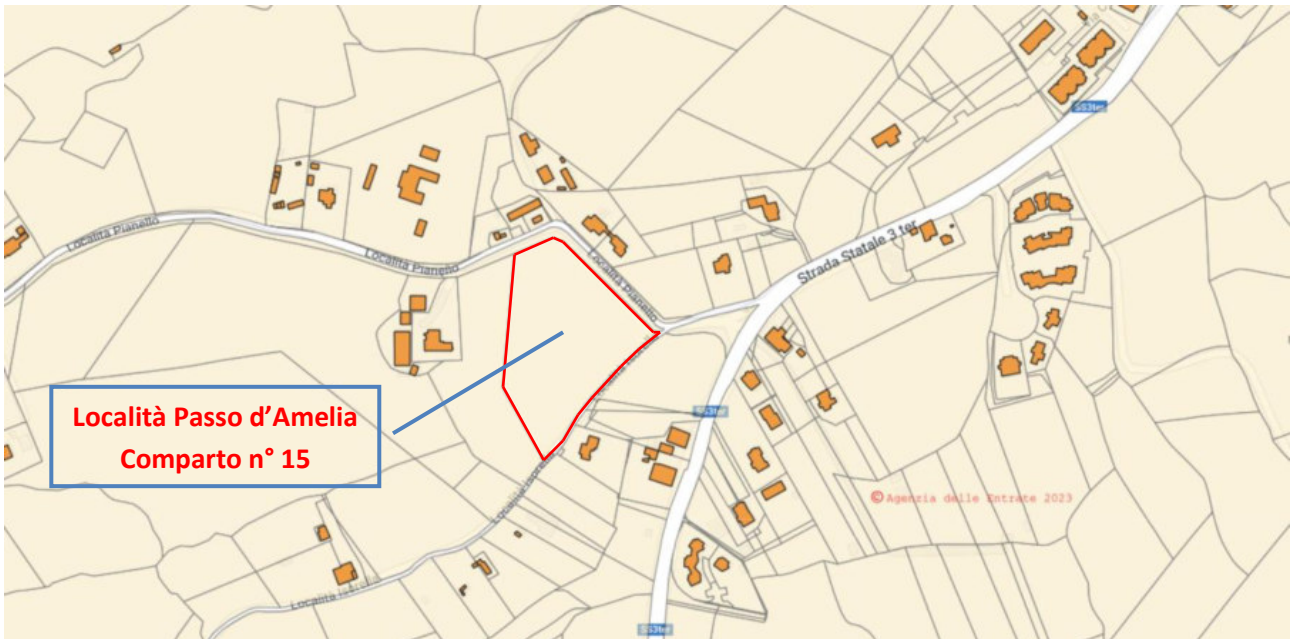 SS3ter
Località Pianello
Strada Statale 3 ter
Località Pianello
Località Pianello
Località Passo d'Amelia
Comparto n° 15
SS3ter
©Agenzia delle Entrate 2023
Località
SS3ter